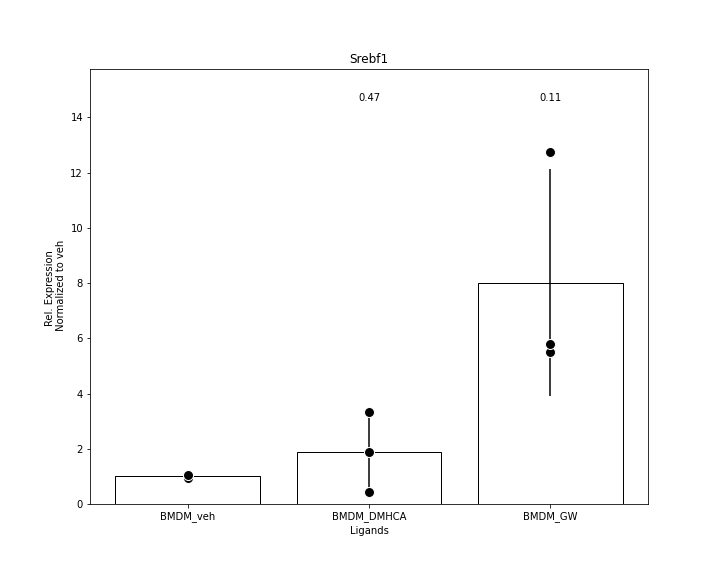 Srebf1
0.47 0.11
14
12
10
8
6
4
2
0
Rel. Expression
Normalized to veh
BMDM_veh BMDM_DMHCA BMDM_GW
Ligands